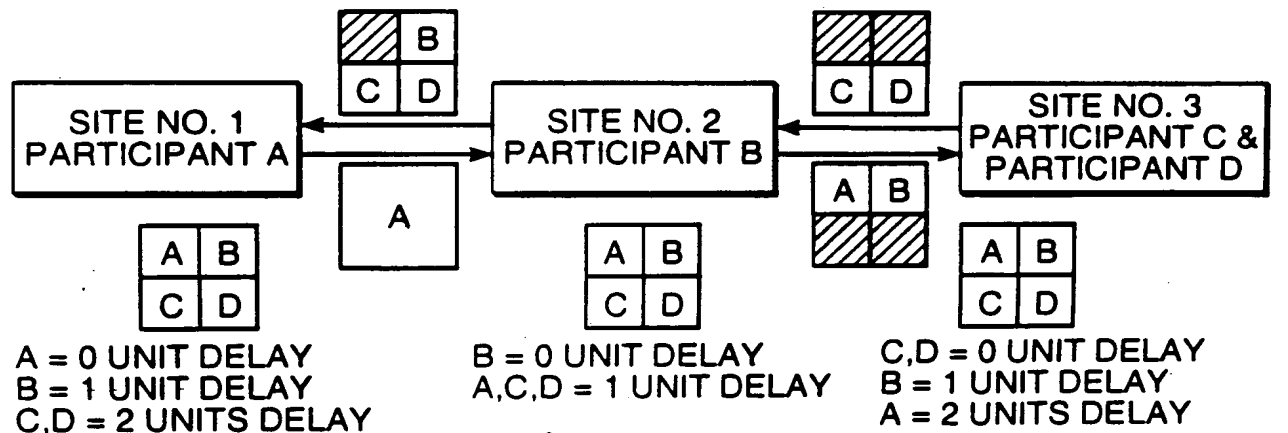 B
C D
C D
SITE NO. 1
PARTICIPANT A
SITE NO. 2
PARTICIPANT B
SITE NO. 3
PARTICIPANT C &
PARTICIPANT D
A
A B
A B
C D
A B
C D
A B
C D
A = 0 UNIT DELAY
B = 1 UNIT DELAY
C,D = 2 UNITS DELAY
B = 0 UNIT DELAY
A,C,D = 1 UNIT DELAY
C,D = 0 UNIT DELAY
B = 1 UNIT DELAY
A = 2 UNITS DELAY